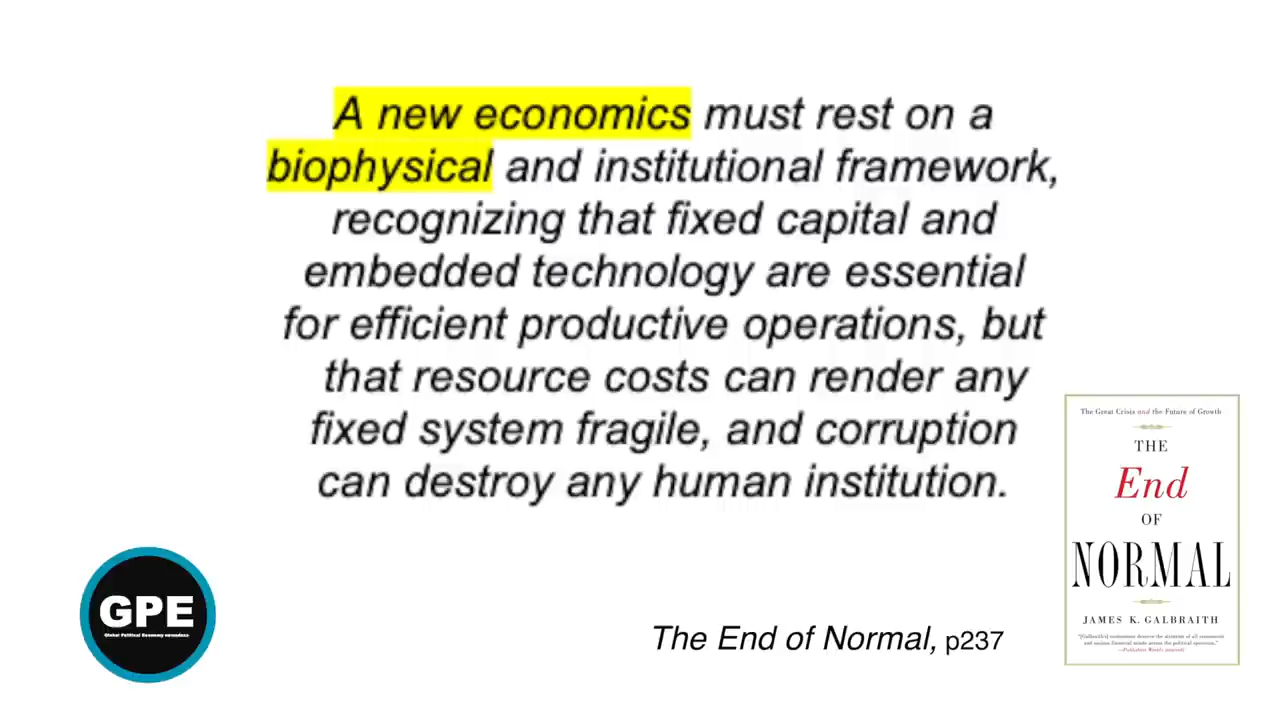 A new economics must rest on a
biophysical and institutional framework,
recognizing that fixed capital and
embedded technology are essential
for efficient productive operations, but
that resource costs can render any
fixed system fragile, and corruption
can destroy any human institution.
The Great Crisis and the Future of Growth
THE
End
OF
NORMAL
JAMES K. GALBRAITH
GPE
Global Political Economy
The End of Normal, p237